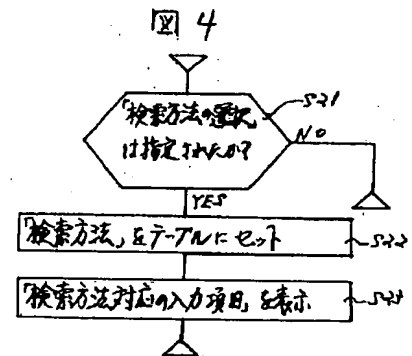 図 4
「検索方法の選択」
は指定されたか?
S21
NO
YES
「検索方法」をテーブルにセット
S22
「検索方法対応の入力項目」を表示
S23